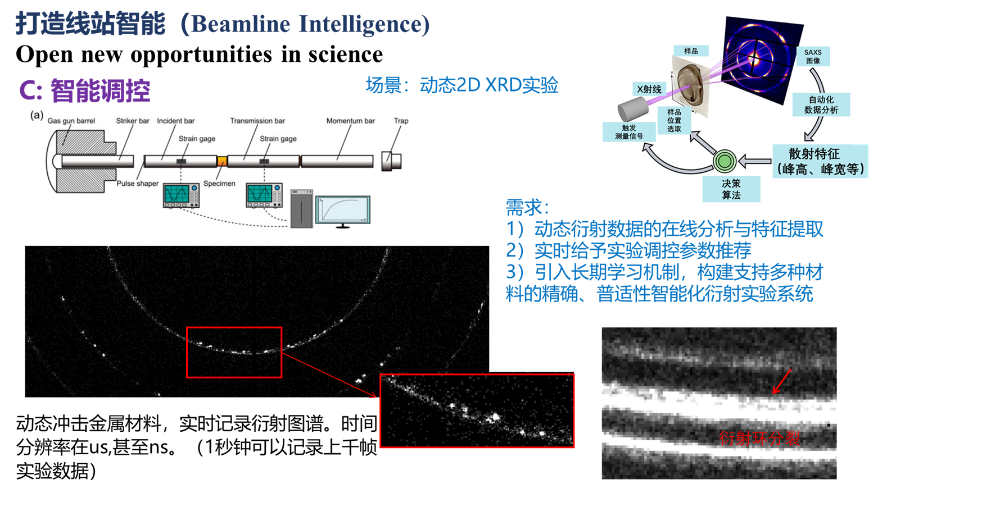 打造线站智能（Beamline Intelligence)
Open new opportunities in science
C: 智能调控
场景：动态2D XRD实验
(a)
Gas gun barrel
Striker bar
Incident bar
Transmission bar
Momentum bar
Trap
Strain gage
Strain gage
Pulse shaper
Specimen
样品
SAXS
图像
X射线
自动化
数据分析
样品
位置
选取
触发
测量信号
散射特征
（峰高、峰宽等）
决策
算法
需求：
1）动态衍射数据的在线分析与特征提取
2）实时给予实验调控参数推荐
3）引入长期学习机制，构建支持多种材
料的精确、普适性智能化衍射实验系统
动态冲击金属材料，实时记录衍射图谱。时间
分辨率在us,甚至ns。（1秒钟可以记录上千帧
实验数据）
衍射环分裂